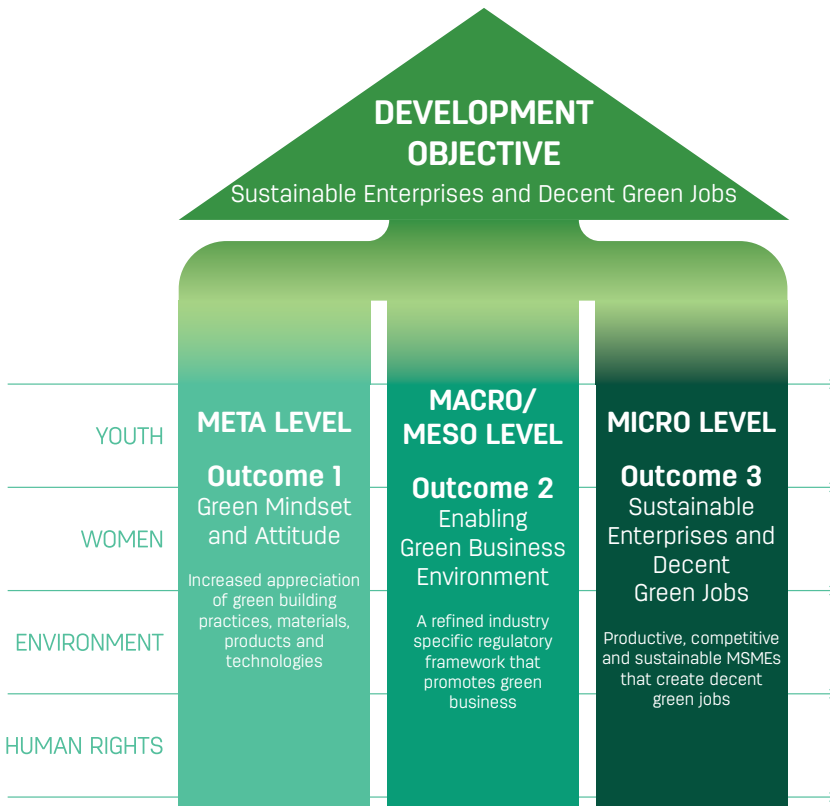 DEVELOPMENT
OBJECTIVE
Sustainable Enterprises and Decent Green Jobs
YOUTH
WOMEN
ENVIRONMENT
HUMAN RIGHTS
META LEVEL
Outcome 1
Green Mindset
and Attitude
Increased appreciation
of green building
practices, materials,
products and
technologies
MACRO/
MESO LEVEL
Outcome 2
Enabling
Green Business
Environment
A refined industry
specific regulatory
framework that
promotes green
business
MICRO LEVEL
Outcome 3
Sustainable
Enterprises and
Decent
Green Jobs
Productive, competitive
and sustainable MSMEs
that create decent
green jobs